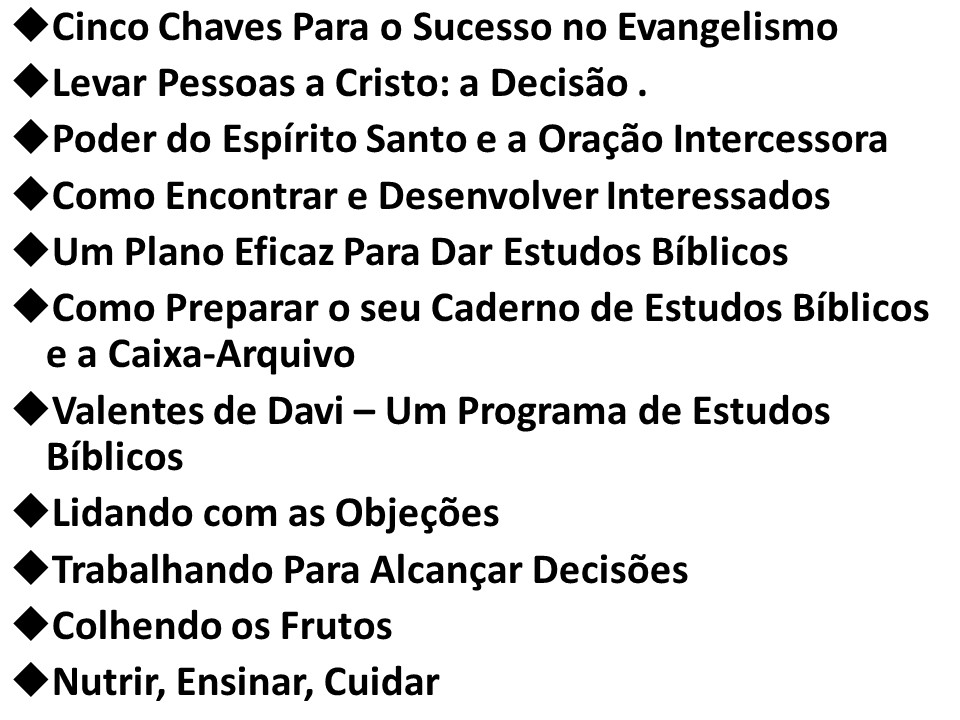 ◆Cinco Chaves Para o Sucesso no Evangelismo
◆Levar Pessoas a Cristo: a Decisão .
◆Poder do Espírito Santo e a Oração Intercessora
◆Como Encontrar e Desenvolver Interessados
◆Um Plano Eficaz Para Dar Estudos Bíblicos
◆Como Preparar o seu Caderno de Estudos Bíblicos
e a Caixa-Arquivo
◆Valentes de Davi – Um Programa de Estudos
Bíblicos
◆Lidando com as Objeções
◆Trabalhando Para Alcançar Decisões
◆Colhendo os Frutos
◆Nutrir, Ensinar, Cuidar